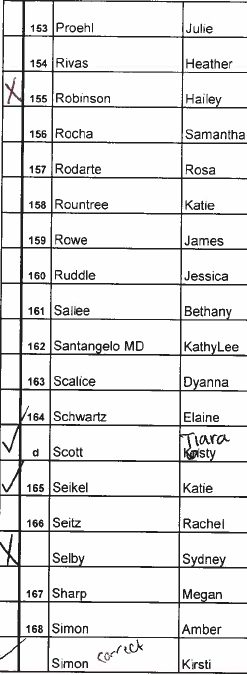 153 Proehl Julie
154 Rivas Heather
X 155 Robinson Hailey
156 Rocha Samantha
157 Rodarte Rosa
158 Rountree Katie
159 Rowe James
160 Ruddle Jessica
161 Sallee Bethany
162 Santangelo MD KathyLee
163 Scalice Dyanna
✓ 164 Schwartz Elaine
Tiara
✓ d Scott
✓ 165 Seikel Katie
166 Seitz Rachel
X Selby Sydney
167 Sharp Megan
168 Simon Amber
✓ Simon correct Kirsti